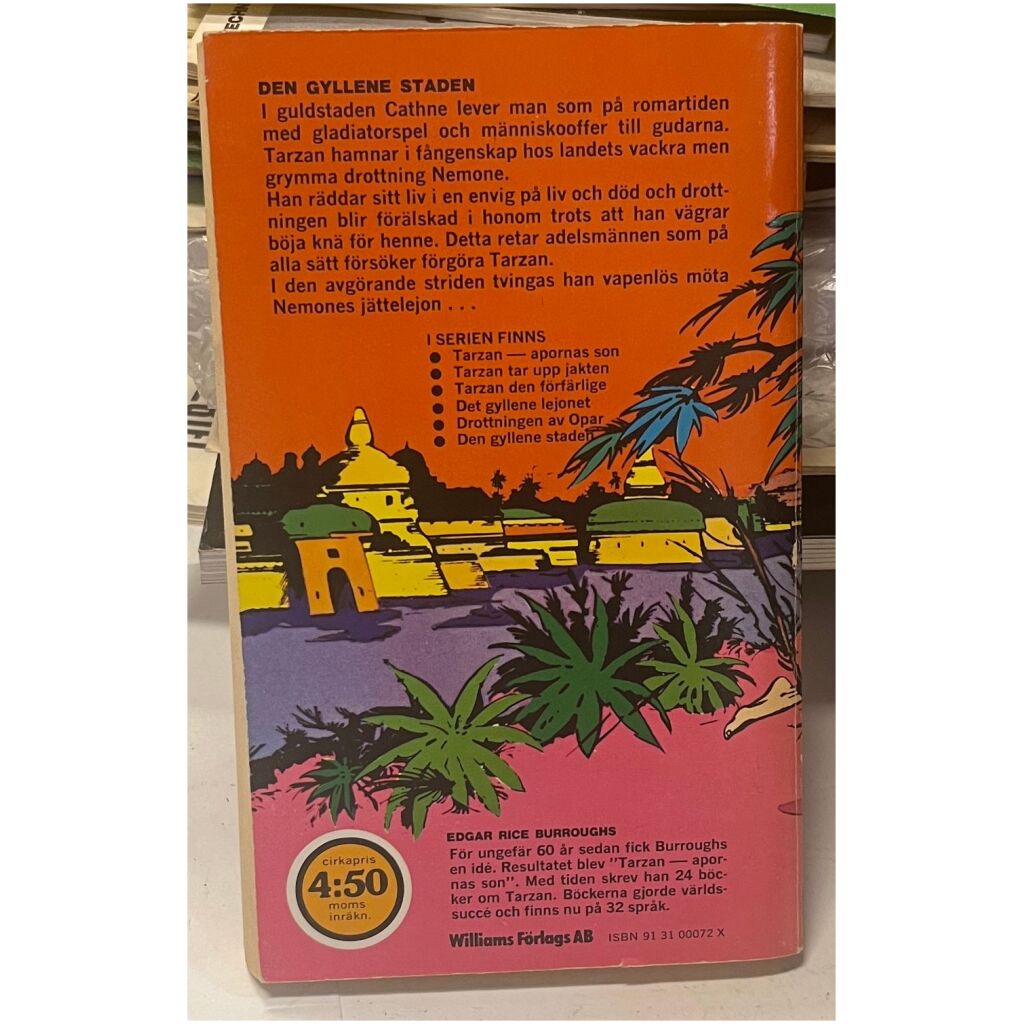 DEN GYLLENE STADEN
I guldstaden Cathne lever man som på romartiden
med gladiatorspel och människooffer till gudarna.
Tarzan hamnar i fångenskap hos landets vackra men
grymma drottning Nemone.
Han räddar sitt liv i en envig på liv och död och drott-
ningen blir förälskad i honom trots att han vägrar
böja knä för henne. Detta retar adelsmännen som på
alla sätt försöker förgöra Tarzan.
I den avgörande striden tvingas han vapenlös möta
Nemones jättelejon . . .
I SERIEN FINNS
● Tarzan — apornas son
● Tarzan tar upp jakten
● Tarzan den förfärlige
● Det gyllene lejonet
● Drottningen av Opar
● Den gyllene staden
EDGAR RICE BURROUGHS
För ungefär 60 år sedan fick Burroughs
en idé. Resultatet blev "Tarzan — apor-
nas son". Med tiden skrev han 24 böc-
ker om Tarzan. Böckerna gjorde världs-
succé och finns nu på 32 språk.
cirkapris
4:50
moms
inräkn.
Williams Förlags AB ISBN 91 31 00072 X